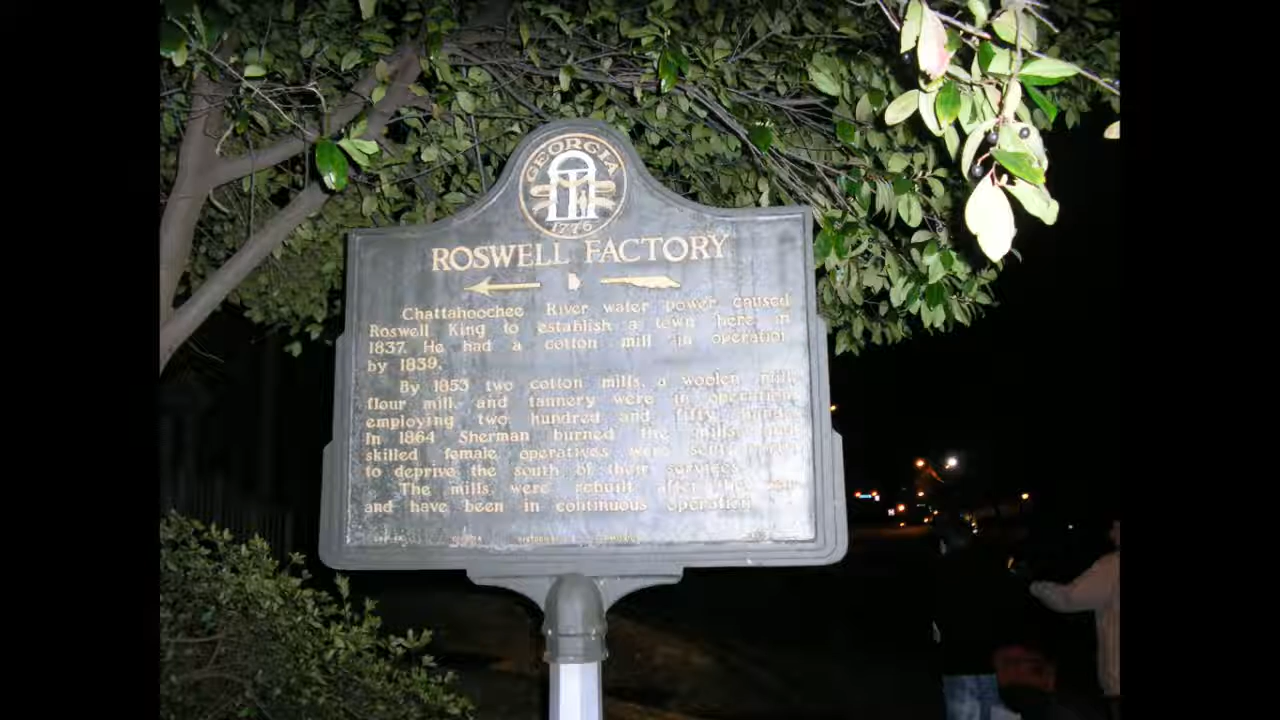 GEORGIA
1776
ROSWELL FACTORY
Chattahoochee River water power caused
Roswell King to establish a town here in
1837. He had a cotton mill in operation
by 1839.
By 1853 two cotton mills, a woolen mill,
flour mill, and tannery were in operation
employing two hundred and fifty hands.
In 1864 Sherman burned the mills, and
skilled female operatives were sent north
to deprive the south of their services.
The mills were rebuilt after the war
and have been in continuous operation